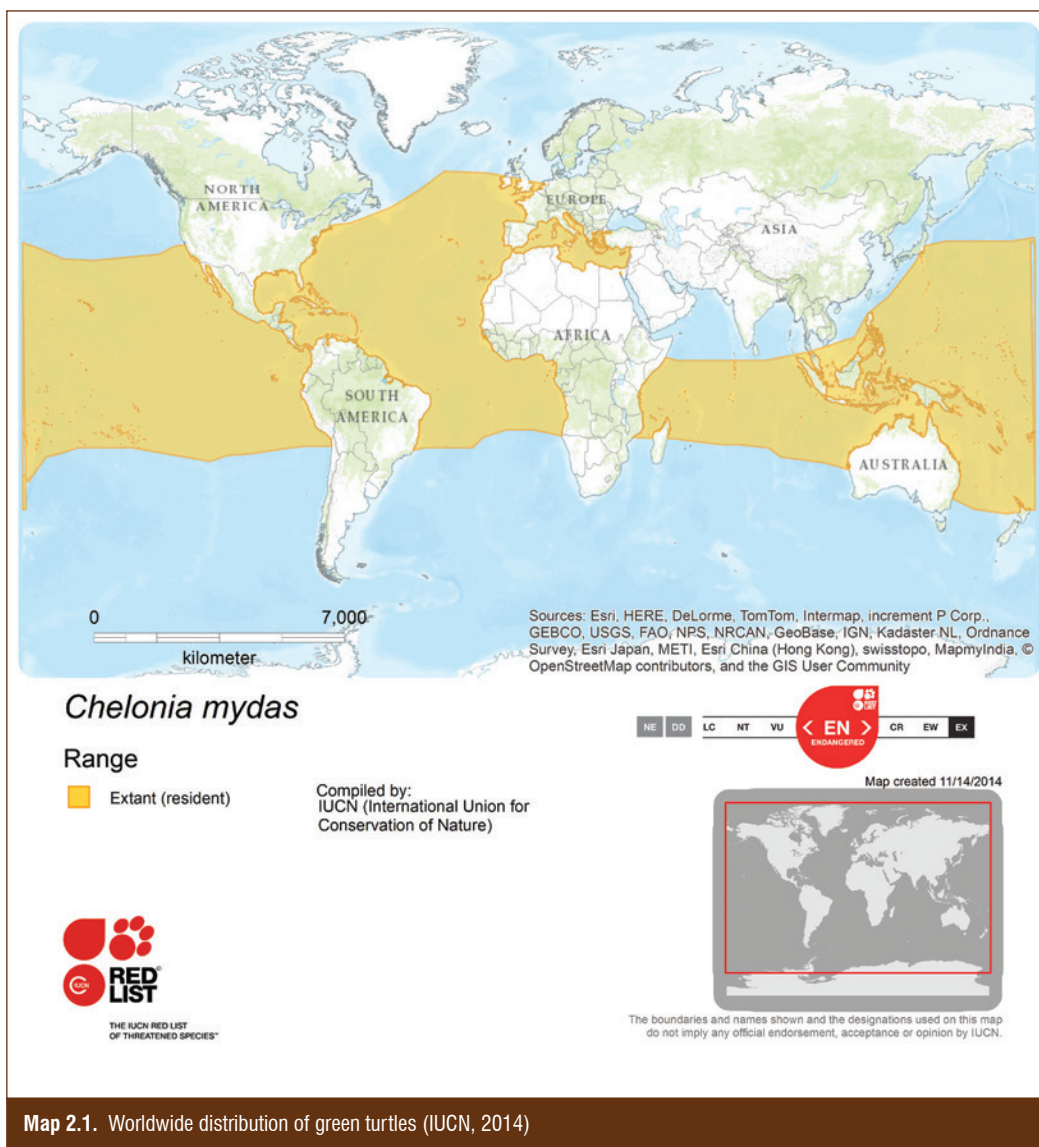 NORTH
AMERICA
EUROPE
ASIA
AFRICA
SOUTH
AMERICA
AUSTRALIA
0 7,000
kilometer
Sources: Esri, HERE, DeLorme, TomTom, Intermap, increment P Corp.,
GEBCO, USGS, FAO, NPS, NRCAN, GeoBase, IGN, Kadaster NL, Ordnance
Survey, Esri Japan, METI, Esri China (Hong Kong), swisstopo, MapmyIndia, ©
OpenStreetMap contributors, and the GIS User Community
Chelonia mydas
Range
Extant (resident)
Compiled by:
IUCN (International Union for
Conservation of Nature)
NE DD LC NT VU < EN > CR EW EX
ENDANGERED
Map created 11/14/2014
IUCN
RED
LIST
THE IUCN RED LIST
OF THREATENED SPECIES™
The boundaries and names shown and the designations used on this map
do not imply any official endorsement, acceptance or opinion by IUCN.
Map 2.1. Worldwide distribution of green turtles (IUCN, 2014)